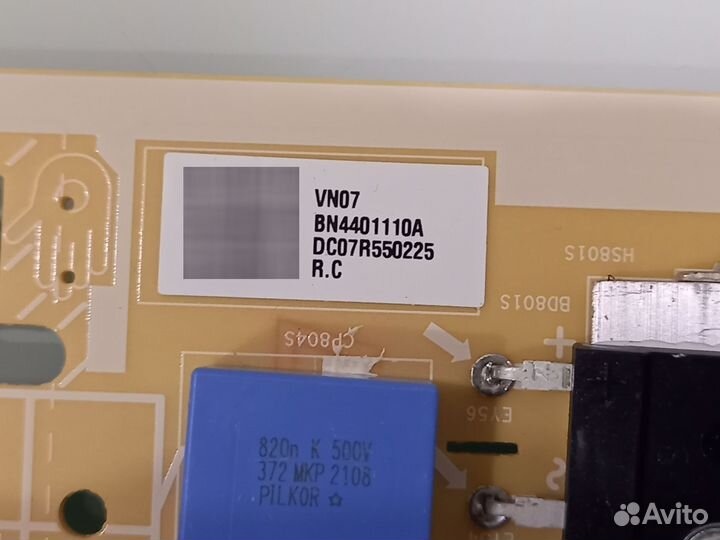 VN07
BN4401110A
DC07R550225
R.C
HS801S
BD801S
CP804S
+
EY56
820n K 500V
372 MKP 2108
PILKOR ☆
S
Avito